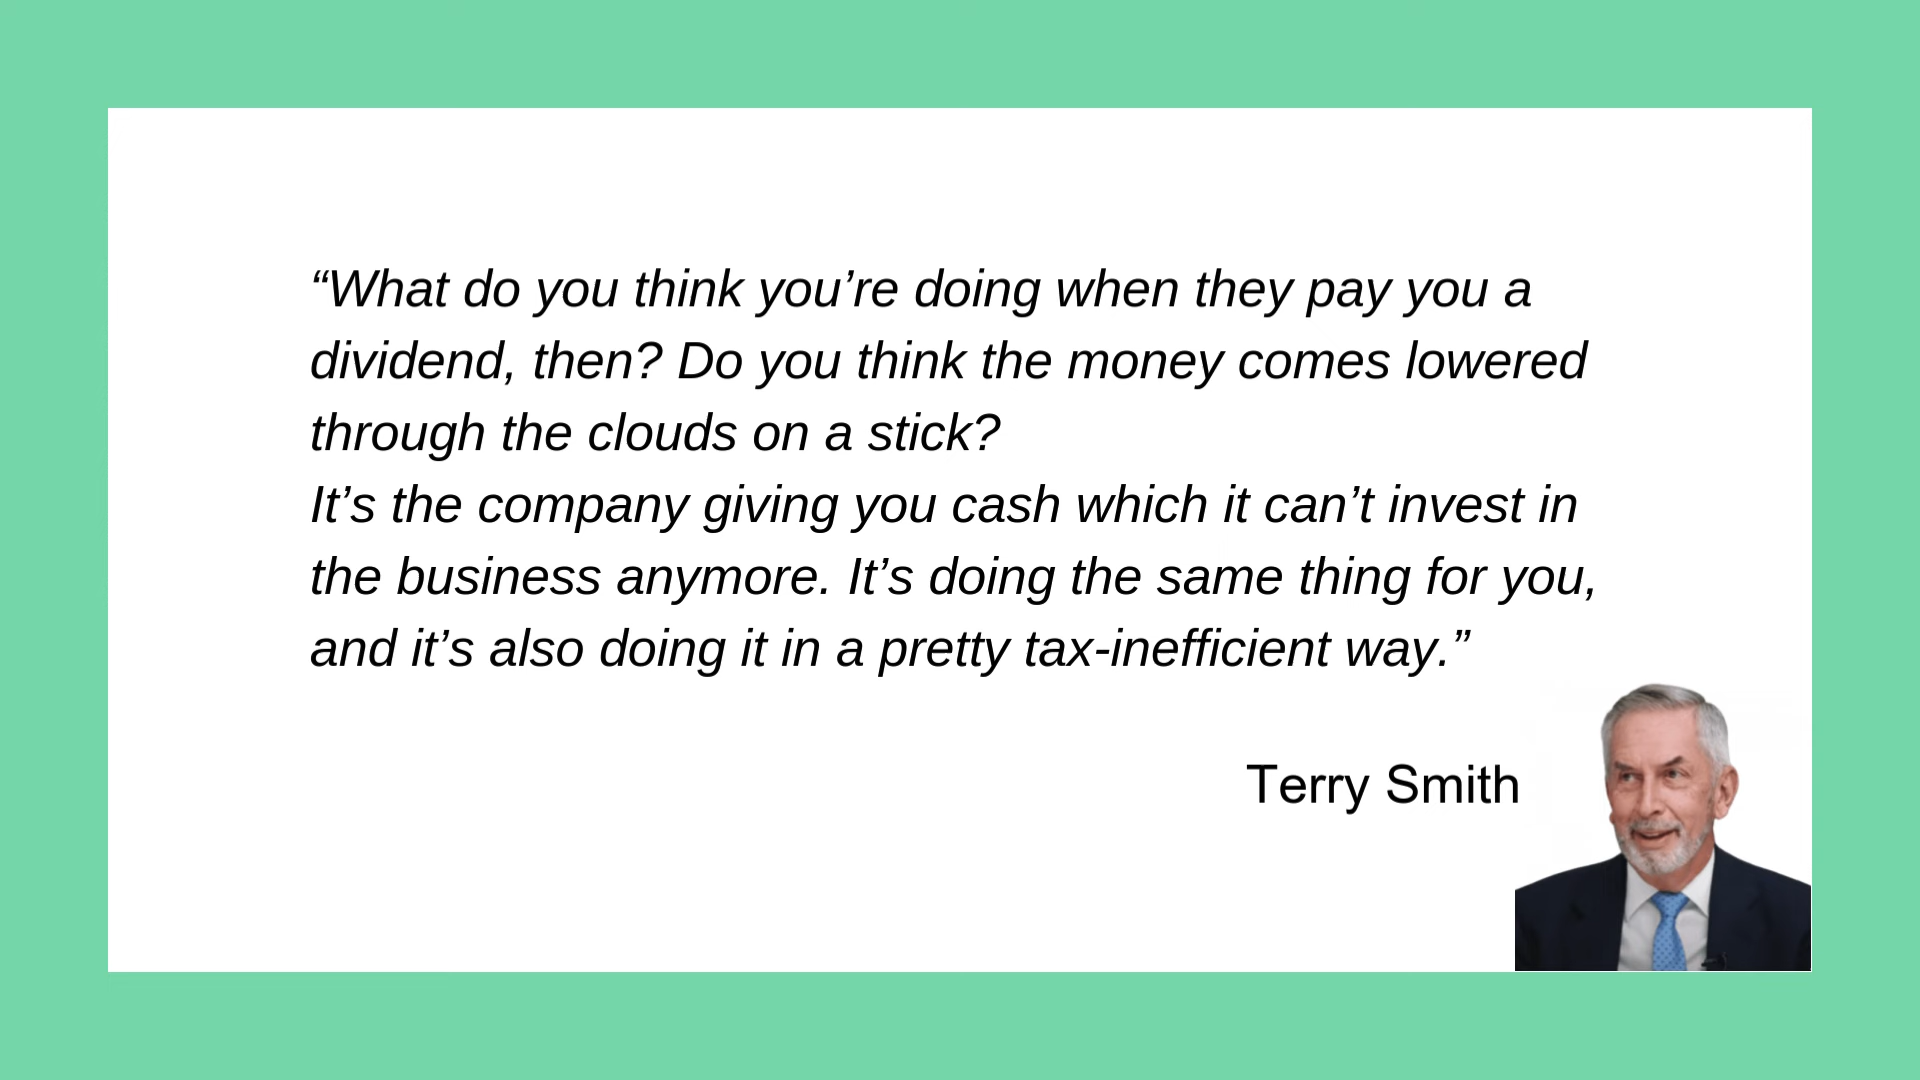 “What do you think you’re doing when they pay you a
dividend, then? Do you think the money comes lowered
through the clouds on a stick?
It’s the company giving you cash which it can’t invest in
the business anymore. It’s doing the same thing for you,
and it’s also doing it in a pretty tax-inefficient way.”
Terry Smith